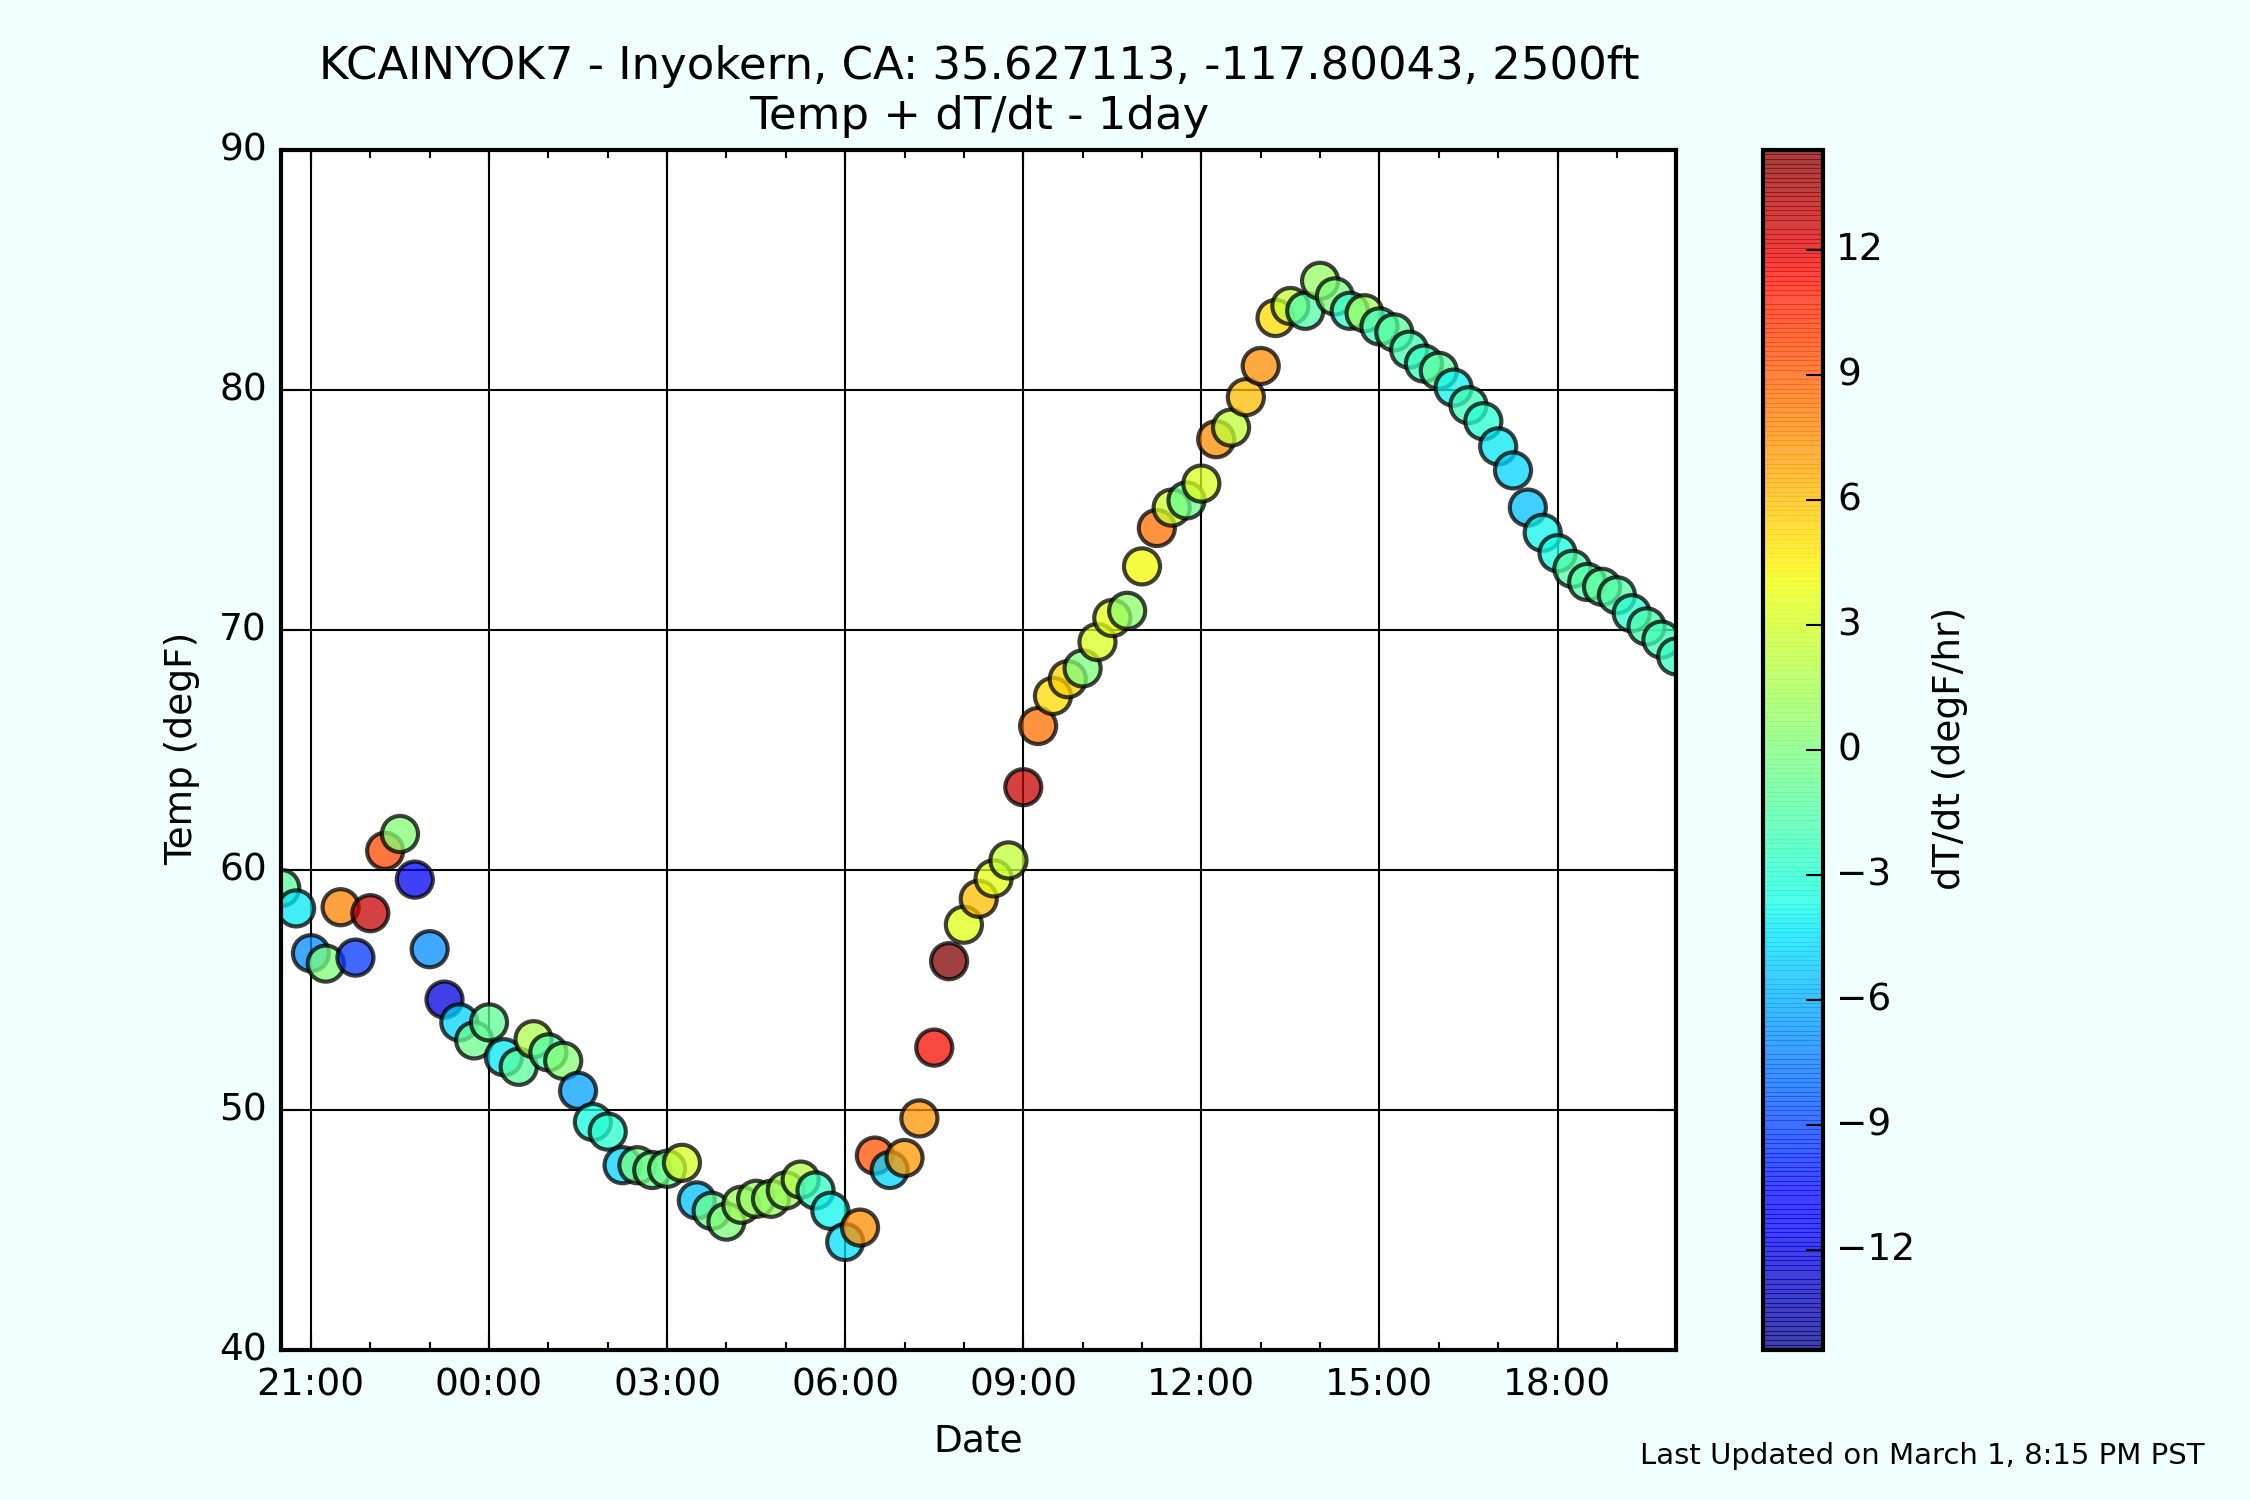 KCAINYOK7 - Inyokern, CA: 35.627113, -117.80043, 2500ft
Temp + dT/dt - 1day
90
80
70
60
50
40
Temp (degF)
21:00 00:00 03:00 06:00 09:00 12:00 15:00 18:00
Date
12
9
6
3
0
−3
−6
−9
−12
dT/dt (degF/hr)
Last Updated on March 1, 8:15 PM PST